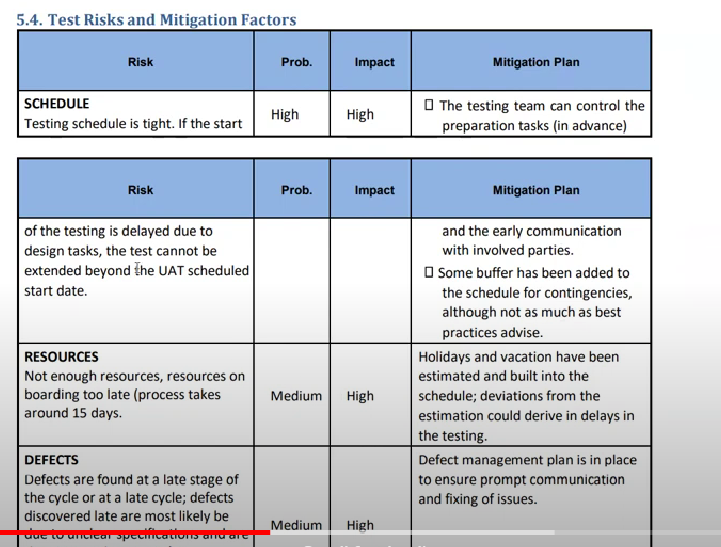 5.4. Test Risks and Mitigation Factors
Risk Prob. Impact Mitigation Plan
SCHEDULE
Testing schedule is tight. If the start
High High
The testing team can control the
preparation tasks (in advance)
Risk Prob. Impact Mitigation Plan
of the testing is delayed due to
design tasks, the test cannot be
extended beyond the UAT scheduled
start date.
and the early communication
with involved parties.
Some buffer has been added to
the schedule for contingencies,
although not as much as best
practices advise.
RESOURCES
Not enough resources, resources on
boarding too late (process takes
around 15 days.
Medium High
Holidays and vacation have been
estimated and built into the
schedule; deviations from the
estimation could derive in delays in
the testing.
DEFECTS
Defects are found at a late stage of
the cycle or at a late cycle; defects
discovered late are most likely be
due to unclear specifications and are
Medium High
Defect management plan is in place
to ensure prompt communication
and fixing of issues.